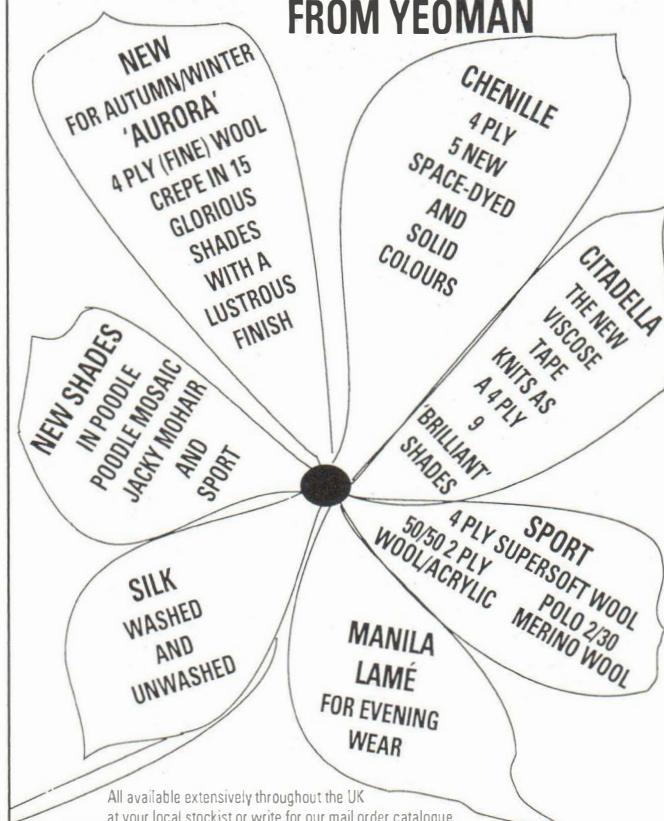 FROM YEOMAN
NEW
FOR AUTUMN/WINTER
'AURORA'
4 PLY (FINE) WOOL
CREPE IN 15
GLORIOUS
SHADES
WITH A
LUSTROUS
FINISH
CHENILLE
4 PLY
5 NEW
SPACE-DYED
AND
SOLID
COLOURS
CITADELLA
THE NEW
VISCOSE
TAPE
KNITS AS
A 4 PLY
9
'BRILLIANT'
SHADES
SPORT
4 PLY SUPERSOFT WOOL
50/50 2 PLY
WOOL/ACRYLIC
POLO 2/30
MERINO WOOL
MANILA
LAMÉ
FOR EVENING
WEAR
SILK
WASHED
AND
UNWASHED
NEW SHADES
IN POODLE
POODLE MOSAIC
JACKY MOHAIR
AND
SPORT
All available extensively throughout the UK
at your local stockist or write for our mail order catalogue